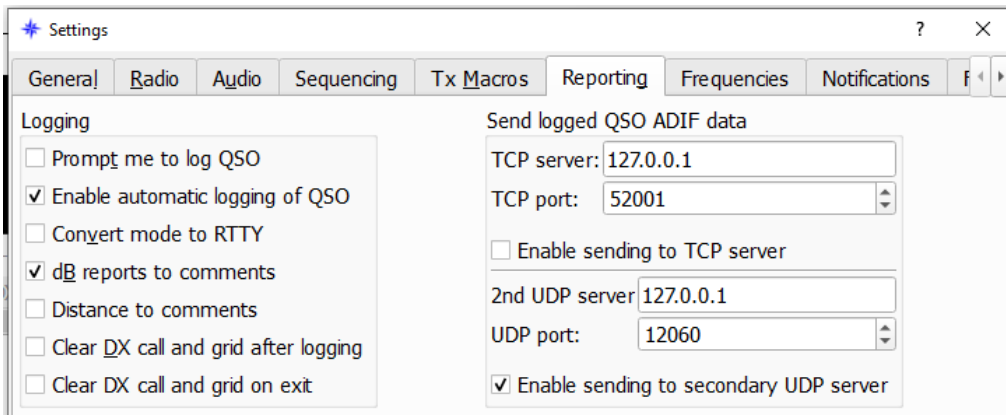 Settings
?
General Radio Audio Sequencing Tx Macros Reporting Frequencies Notifications
Logging
Prompt me to log QSO
Enable automatic logging of QSO
Convert mode to RTTY
dB reports to comments
Distance to comments
Clear DX call and grid after logging
Clear DX call and grid on exit
Send logged QSO ADIF data
TCP server: 127.0.0.1
TCP port: 52001
Enable sending to TCP server
2nd UDP server 127.0.0.1
UDP port: 12060
Enable sending to secondary UDP server